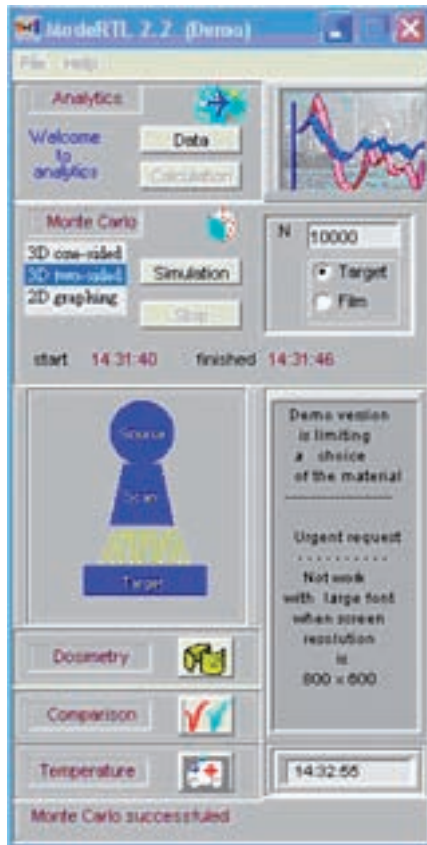 ModeRTL 2.2 (Demo)
File Help
Analytics
Welcome
to
analytics
Data
Calculation
Monte Carlo
3D one-sided
3D two-sided
2D graphing
Simulation
Stop
N 10000
Target
Film
start 14:31:40 finished 14:31:46
Source
Scan
Target
Demo version
is limiting
a choice
of the material
Urgent request
Not work
with large font
when screen
resolution
is
800 x 600
Dosimetry
Comparison
Temperature
14:32:55
Monte Carlo successfuled